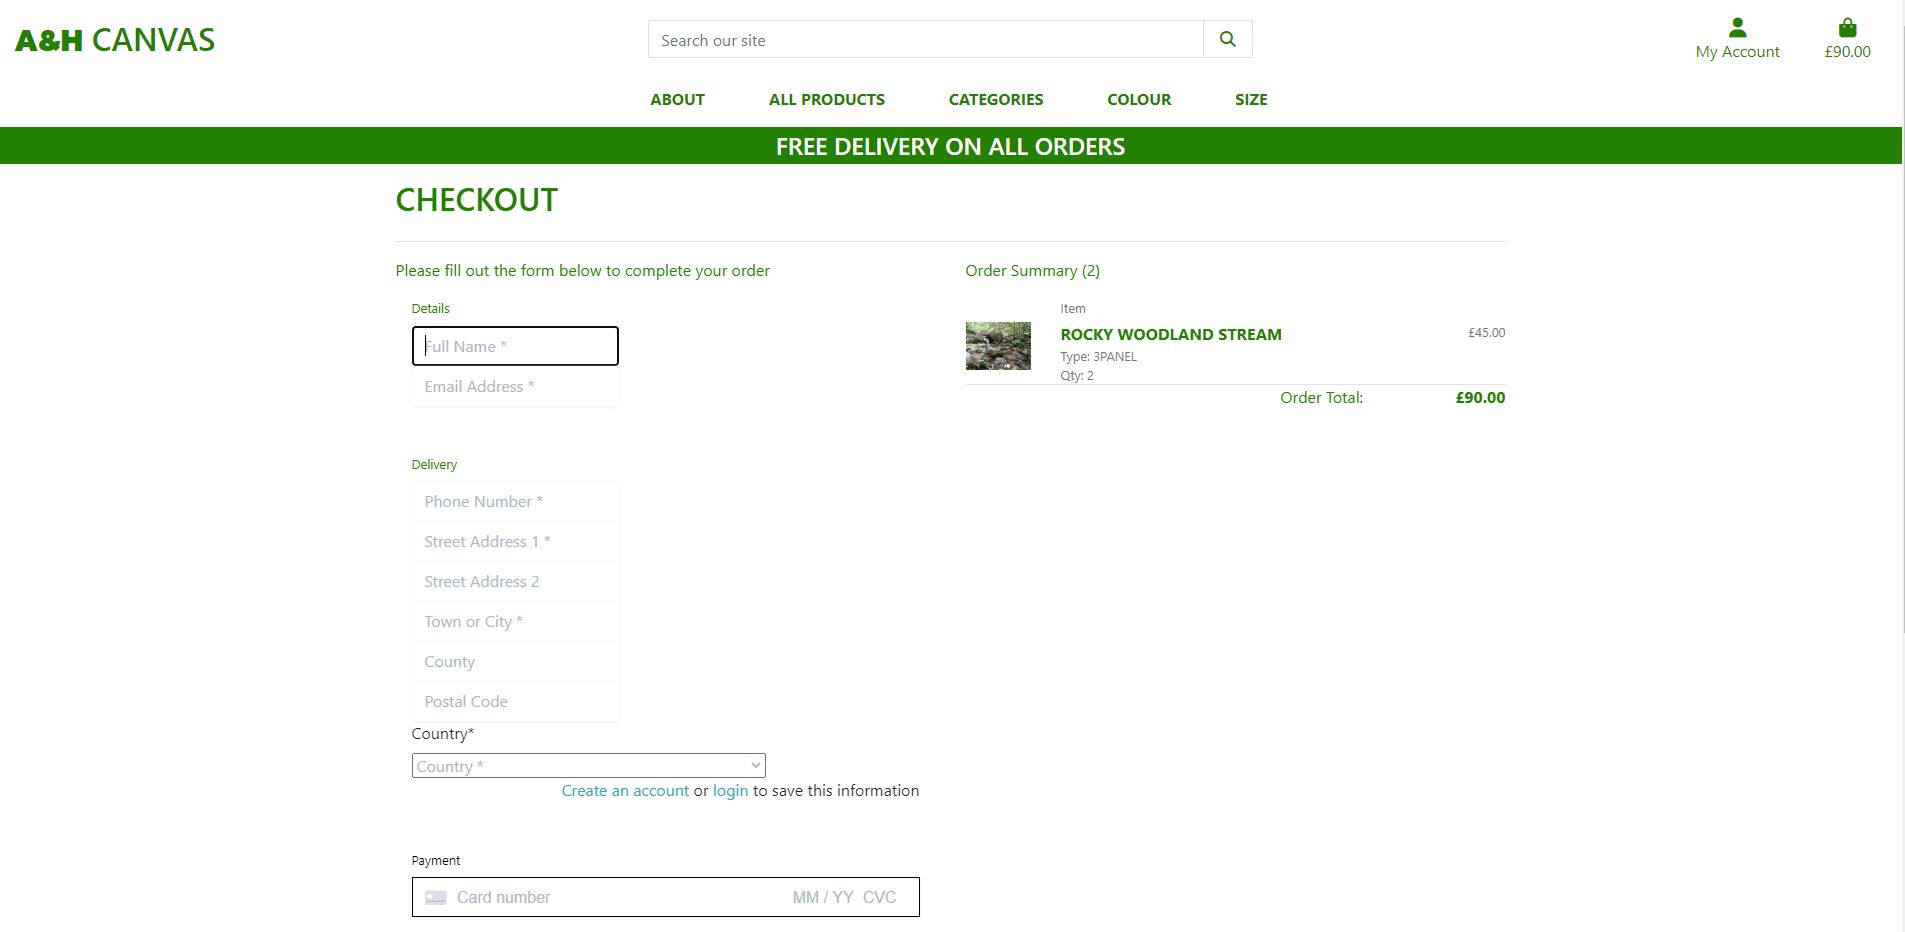 A&H CANVAS
Search our site
My Account
£90.00
ABOUT ALL PRODUCTS CATEGORIES COLOUR SIZE
FREE DELIVERY ON ALL ORDERS
CHECKOUT
Please fill out the form below to complete your order
Details
Full Name *
Email Address *
Delivery
Phone Number *
Street Address 1 *
Street Address 2
Town or City *
County
Postal Code
Country*
Country *
Create an account or login to save this information
Payment
Card number MM / YY CVC
Order Summary (2)
Item
ROCKY WOODLAND STREAM £45.00
Type: 3PANEL
Qty: 2
Order Total: £90.00